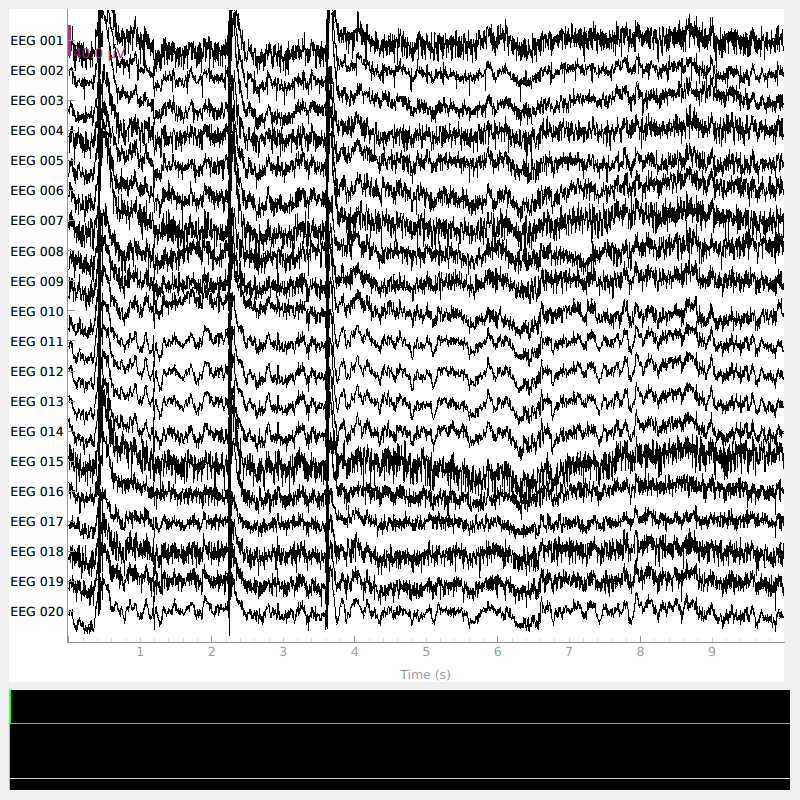 EEG 001
EEG 002
EEG 003
EEG 004
EEG 005
EEG 006
EEG 007
EEG 008
EEG 009
EEG 010
EEG 011
EEG 012
EEG 013
EEG 014
EEG 015
EEG 016
EEG 017
EEG 018
EEG 019
EEG 020
1 2 3 4 5 6 7 8 9
Time (s)